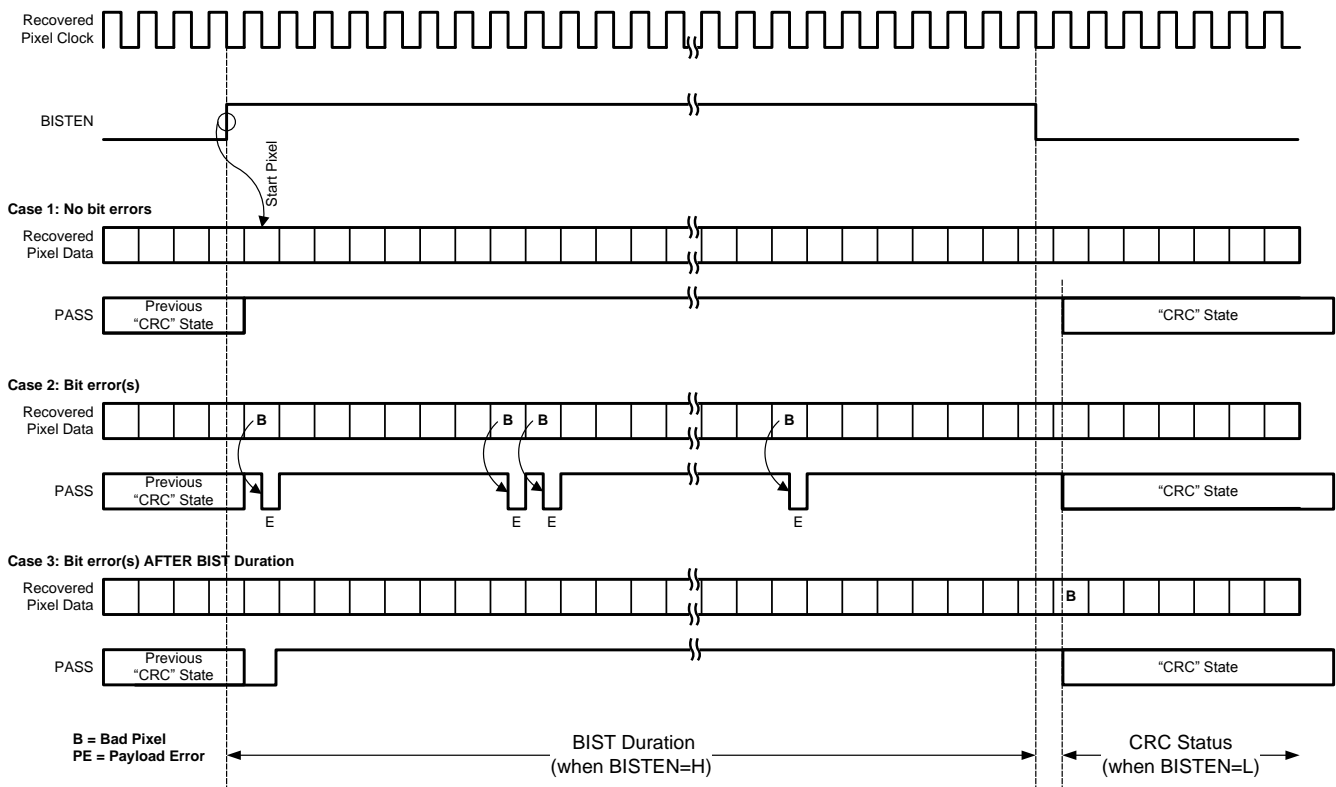 Recovered
Pixel Clock
BISTEN
Start Pixel
Case 1: No bit errors
Recovered
Pixel Data
PASS
Previous
“CRC” State
“CRC” State
Case 2: Bit error(s)
Recovered
Pixel Data
B
B
B
B
PASS
Previous
“CRC” State
“CRC” State
E
E
E
E
Case 3: Bit error(s) AFTER BIST Duration
Recovered
Pixel Data
B
PASS
Previous
“CRC” State
“CRC” State
B = Bad Pixel
PE = Payload Error
BIST Duration
(when BISTEN=H)
CRC Status
(when BISTEN=L)